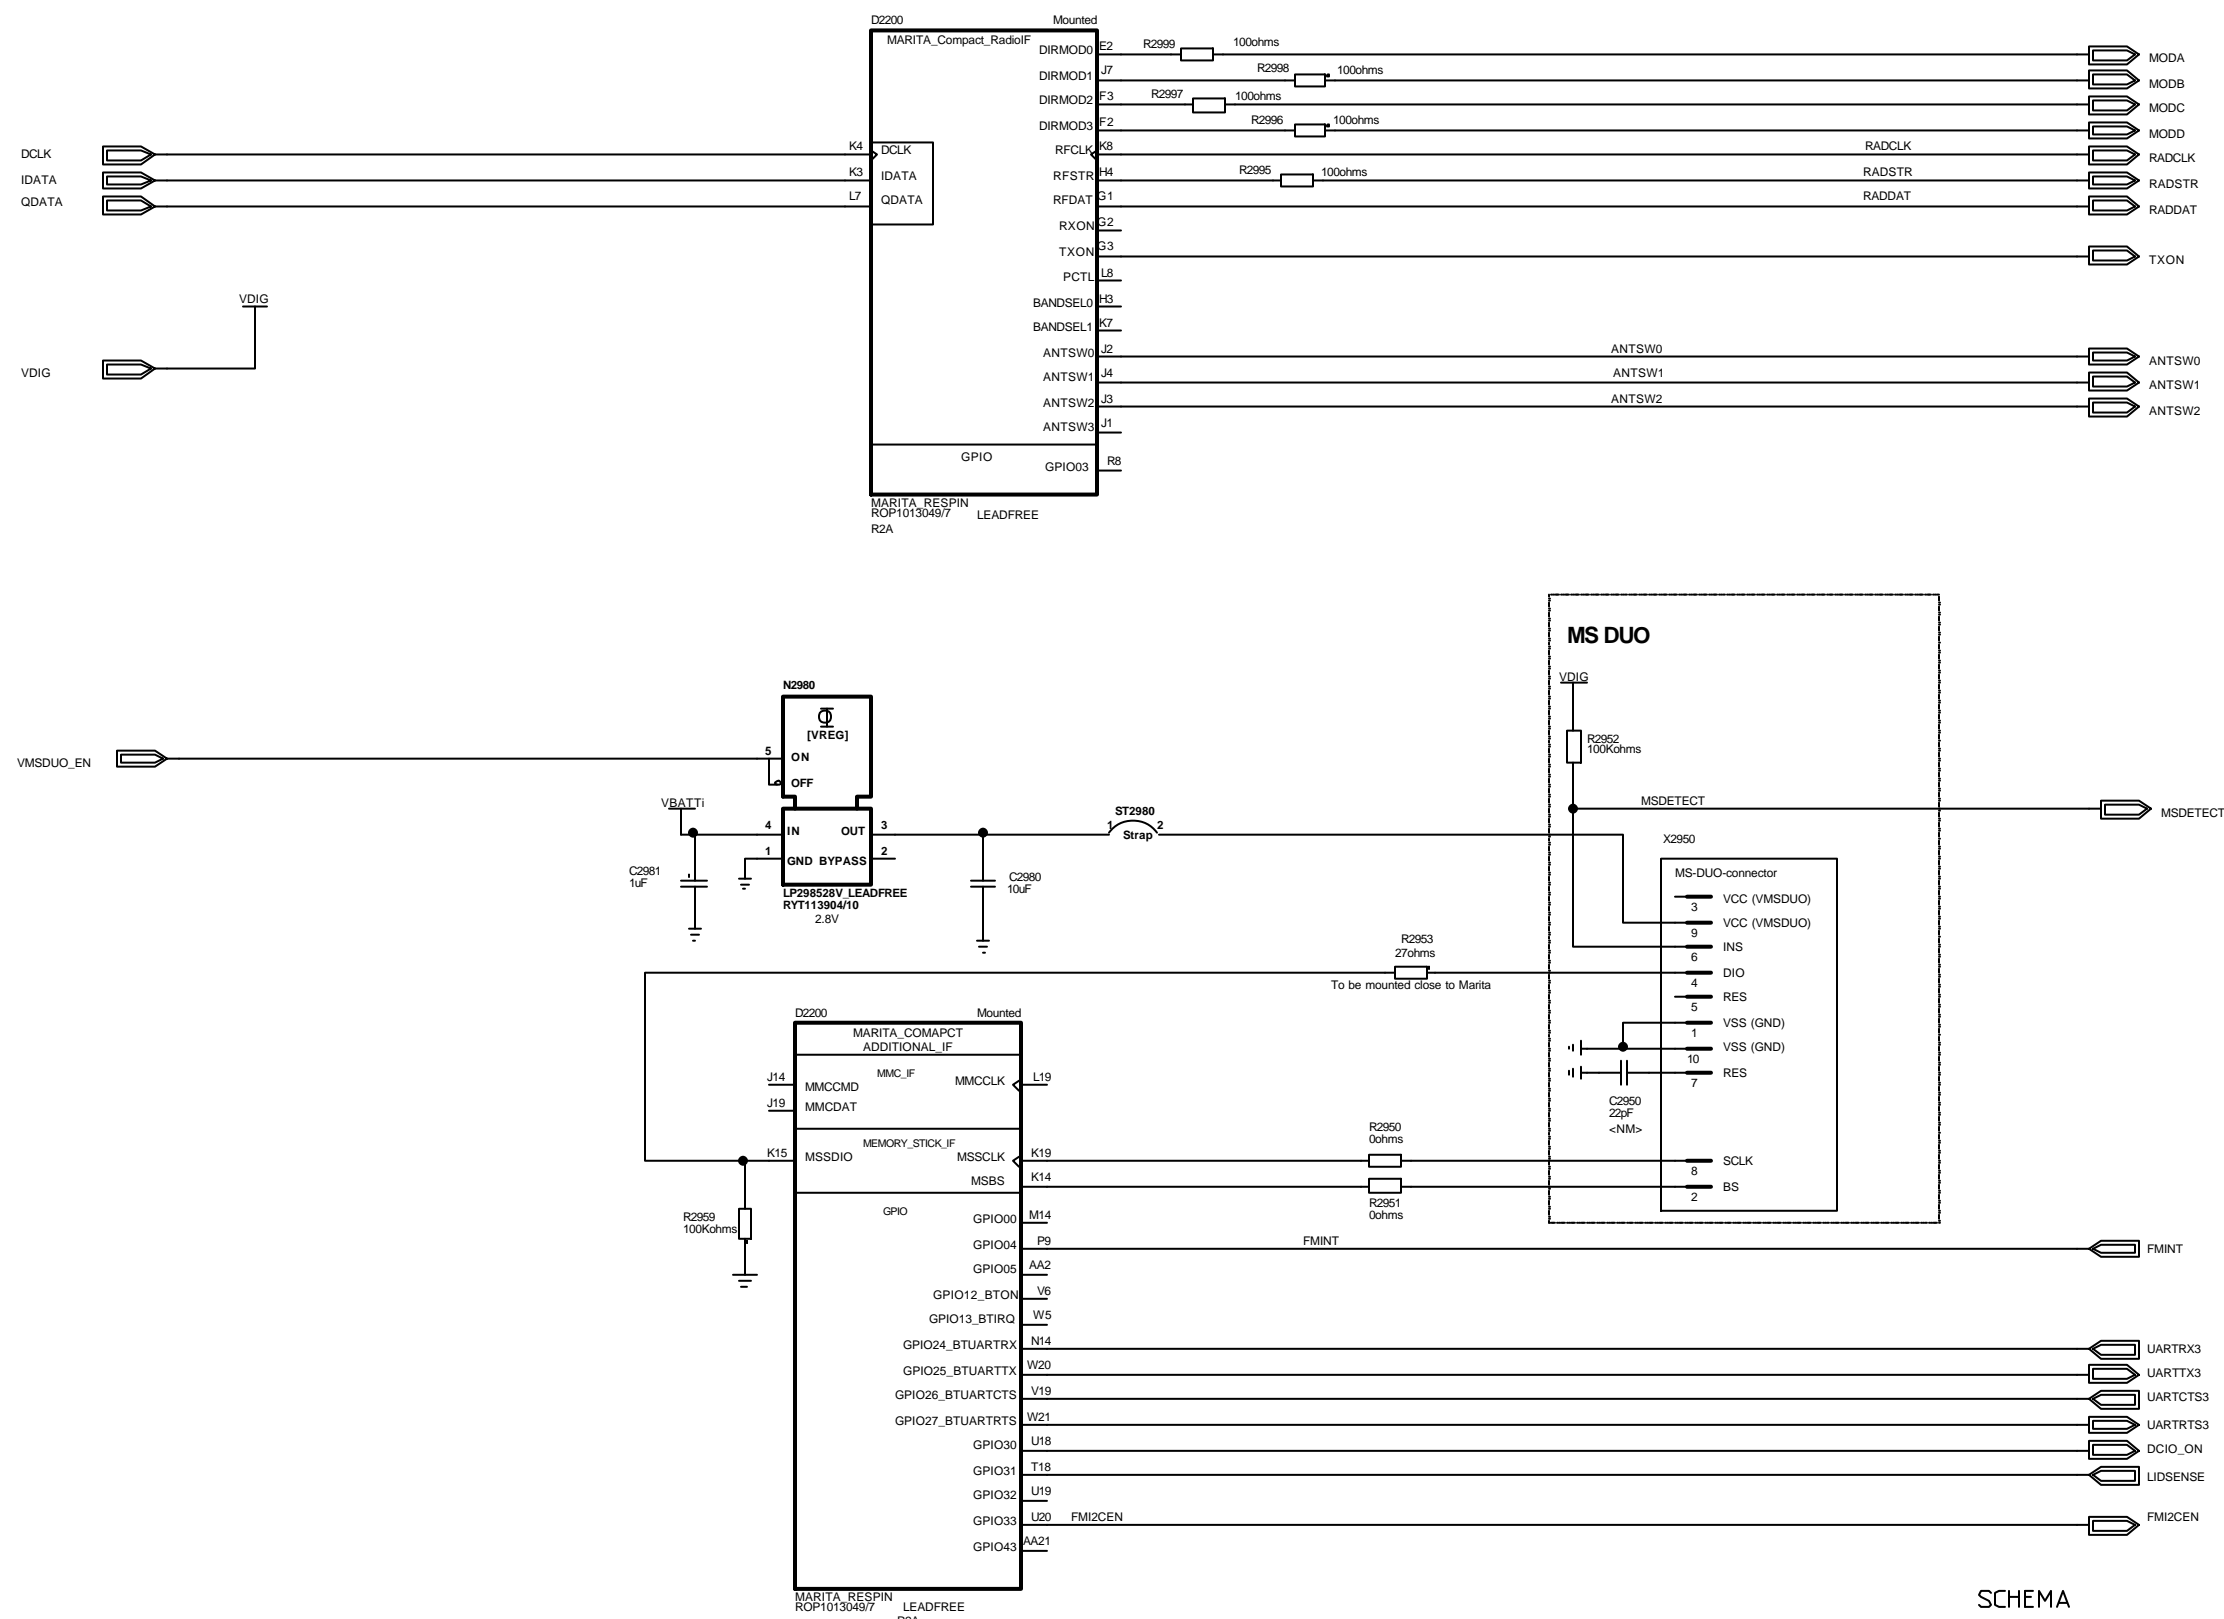 D2200 Mounted
MARITA_Compact_RadioIF
DIRMOD0 E2 R2999 100ohms MODA
DIRMOD1 J7 R2998 100ohms MODB
DIRMOD2 F3 R2997 100ohms MODC
DIRMOD3 F2 R2996 100ohms MODD
DCLK K4 DCLK RFCLK K8 RADCLK RADCLK
IDATA K3 IDATA RFSTR H4 R2995 100ohms RADSTR RADSTR
QDATA L7 QDATA RFDAT G1 RADDAT RADDAT
RXON G2
TXON G3 TXON
PCTL L8
VDIG BANDSEL0 H3
BANDSEL1 K7
ANTSW0 J2 ANTSW0 ANTSW0
VDIG ANTSW1 J4 ANTSW1 ANTSW1
ANTSW2 J3 ANTSW2 ANTSW2
ANTSW3 J1
GPIO
GPIO03 R8
MARITA_RESPIN
ROP1013049/7 LEADFREE
R2A
MS DUO
N2980
VDIG
[VREG]
R2952
100Kohms
VMSDUO_EN 5 ON
OFF
VBATTi
MSDETECT MSDETECT
ST2980
4 IN OUT 3 1 Strap 2
X2950
1 GND BYPASS 2
C2981
1uF
C2980
10uF
LP298528V_LEADFREE
RYT113904/10
2.8V
MS-DUO-connector
VCC (VMSDUO)
3
VCC (VMSDUO)
9
INS
6
R2953
27ohms
To be mounted close to Marita
DIO
4
RES
5
VSS (GND)
1
VSS (GND)
10
RES
7
C2950
22pF
<NM>
SCLK
8
BS
2
D2200 Mounted
MARITA_COMAPCT
ADDITIONAL_IF
MMC_IF
J14 MMCCMD MMCCLK L19
J19 MMCDAT
MEMORY_STICK_IF
K15 MSSDIO MSSCLK K19
R2950
0ohms
MSBS K14
R2951
0ohms
R2959
100Kohms
GPIO
GPIO00 M14
GPIO04 P9 FMINT FMINT
GPIO05 AA2
GPIO12_BTON V6
GPIO13_BTIRQ W5
GPIO24_BTUARTRX N14 UARTRX3
GPIO25_BTUARTTX W20 UARTTX3
GPIO26_BTUARTCTS V19 UARTCTS3
GPIO27_BTUARTRTS W21 UARTRTS3
GPIO30 U18 DCIO_ON
GPIO31 T18 LIDSENSE
GPIO32 U19
GPIO33 U20 FMI2CEN FMI2CEN
GPIO43 AA21
MARITA_RESPIN
ROP1013049/7 LEADFREE
SCHEMA